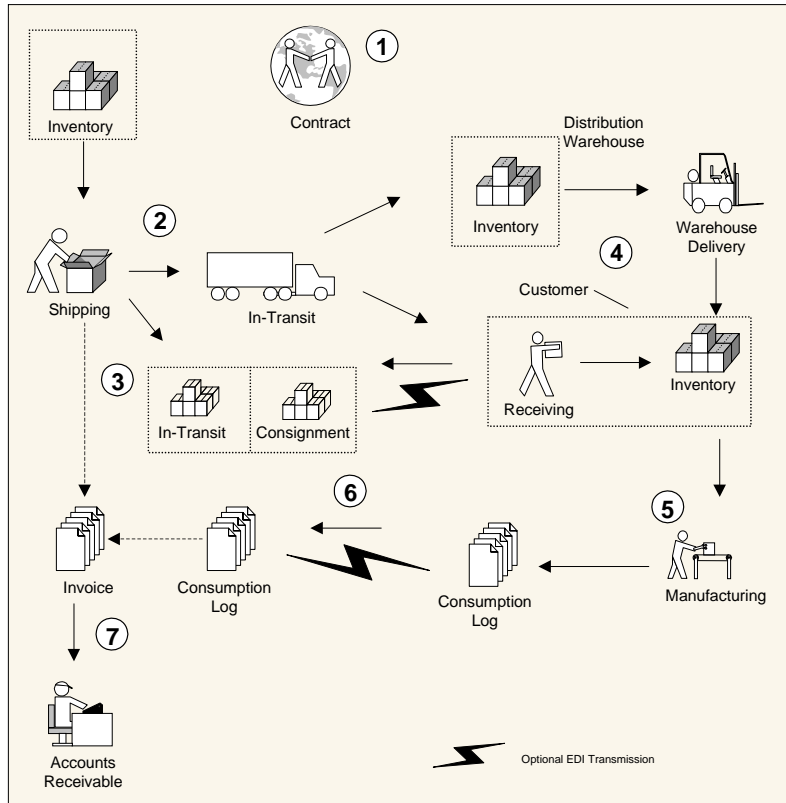 1
Contract
Inventory
Distribution
Warehouse
Inventory
Warehouse
Delivery
2
Shipping
In-Transit
4
Customer
3
In-Transit
Consignment
Receiving
Inventory
6
5
Invoice
Consumption
Log
Consumption
Log
Manufacturing
7
Accounts
Receivable
Optional EDI Transmission